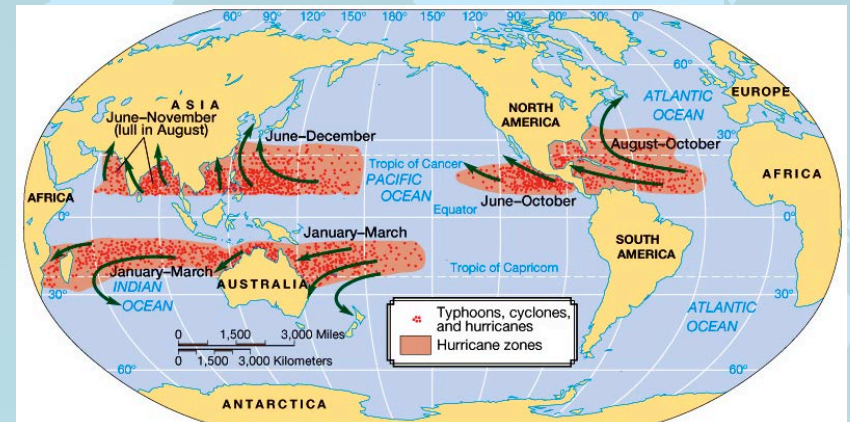 60° 90° 120° 150° 180° 150° 120° 90° 60° 30° 0°
60°
ASIA
June–November
(lull in August)
June–December
NORTH
AMERICA
ATLANTIC
OCEAN
EUROPE
30°
August–October
Tropic of Cancer
PACIFIC
OCEAN
AFRICA
AFRICA
June–October
0°
Equator
0°
0°
January–March
SOUTH
AMERICA
January–March
INDIAN
OCEAN
AUSTRALIA
Tropic of Capricorn
30°
30°
ATLANTIC
OCEAN
Typhoons, cyclones,
and hurricanes
Hurricane zones
0 1,500 3,000 Miles
0 1,500 3,000 Kilometers
60°
60°
ANTARCTICA